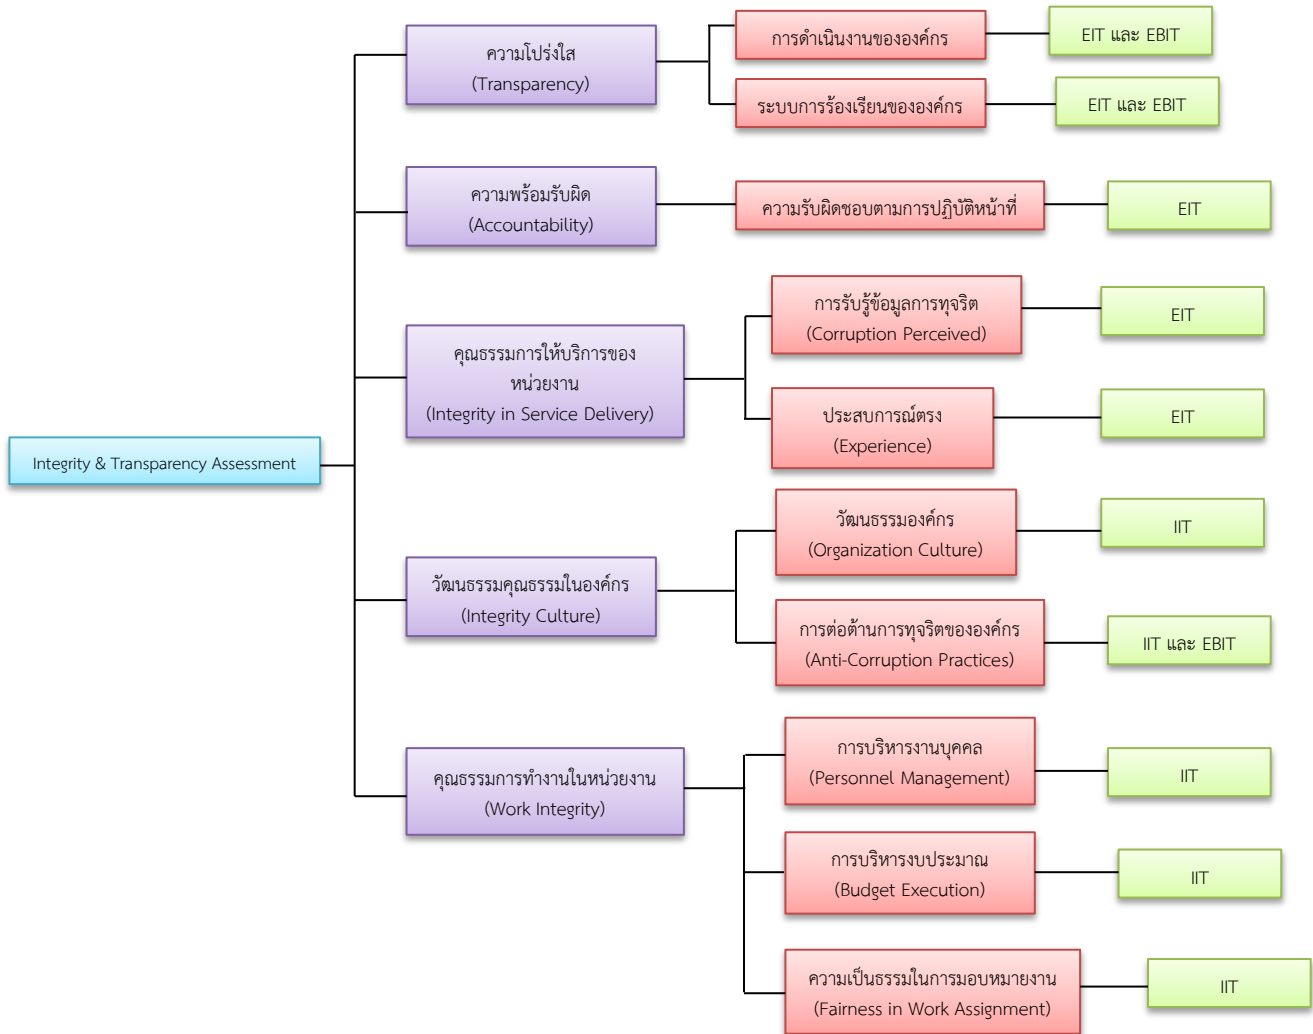 Integrity & Transparency Assessment
ความโปร่งใส
(Transparency)
การดำเนินงานขององค์กร
EIT และ EBIT
ระบบการร้องเรียนขององค์กร
EIT และ EBIT
ความพร้อมรับผิด
(Accountability)
ความรับผิดชอบตามการปฏิบัติหน้าที่
EIT
คุณธรรมการให้บริการของ
หน่วยงาน
(Integrity in Service Delivery)
การรับรู้ข้อมูลการทุจริต
(Corruption Perceived)
EIT
ประสบการณ์ตรง
(Experience)
EIT
วัฒนธรรมคุณธรรมในองค์กร
(Integrity Culture)
วัฒนธรรมองค์กร
(Organization Culture)
IIT
การต่อต้านการทุจริตขององค์กร
(Anti-Corruption Practices)
IIT และ EBIT
คุณธรรมการทำงานในหน่วยงาน
(Work Integrity)
การบริหารงานบุคคล
(Personnel Management)
IIT
การบริหารงบประมาณ
(Budget Execution)
IIT
ความเป็นธรรมในการมอบหมายงาน
(Fairness in Work Assignment)
IIT